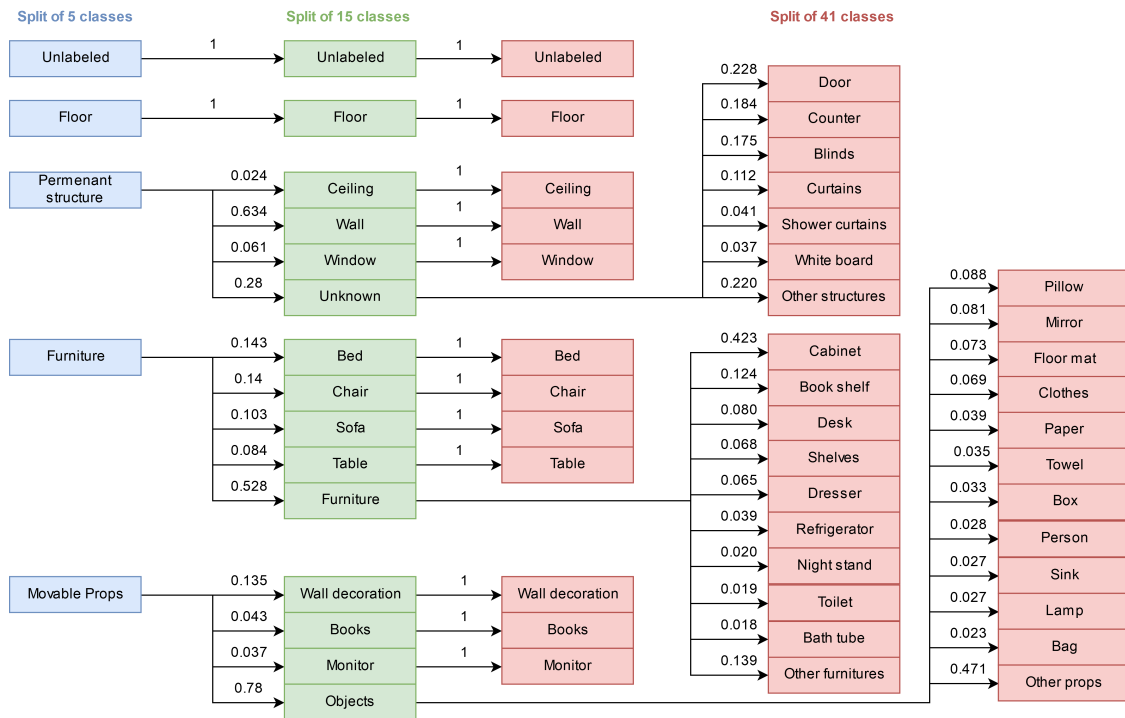 Split of 5 classes
Split of 15 classes
Split of 41 classes
Unlabeled
1
Unlabeled
1
Unlabeled
Floor
1
Floor
1
Floor
Permenant
structure
0.024
Ceiling
1
Ceiling
0.634
Wall
1
Wall
0.061
Window
1
Window
0.28
Unknown
0.228
Door
0.184
Counter
0.175
Blinds
0.112
Curtains
0.041
Shower curtains
0.037
White board
0.220
Other structures
Furniture
0.143
Bed
1
Bed
0.14
Chair
1
Chair
0.103
Sofa
1
Sofa
0.084
Table
1
Table
0.528
Furniture
0.423
Cabinet
0.124
Book shelf
0.080
Desk
0.068
Shelves
0.065
Dresser
0.039
Refrigerator
0.020
Night stand
0.019
Toilet
0.018
Bath tube
0.139
Other furnitures
Movable Props
0.135
Wall decoration
1
Wall decoration
0.043
Books
1
Books
0.037
Monitor
1
Monitor
0.78
Objects
0.088
Pillow
0.081
Mirror
0.073
Floor mat
0.069
Clothes
0.039
Paper
0.035
Towel
0.033
Box
0.028
Person
0.027
Sink
0.027
Lamp
0.023
Bag
0.471
Other props